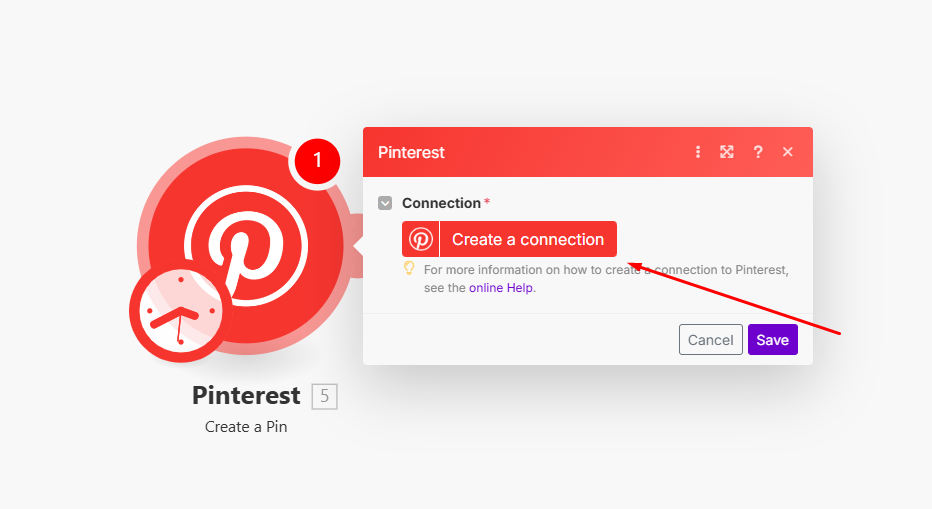 1
Pinterest
?
Connection *
Create a connection
For more information on how to create a connection to Pinterest,
see the online Help.
Cancel
Save
Pinterest 5
Create a Pin